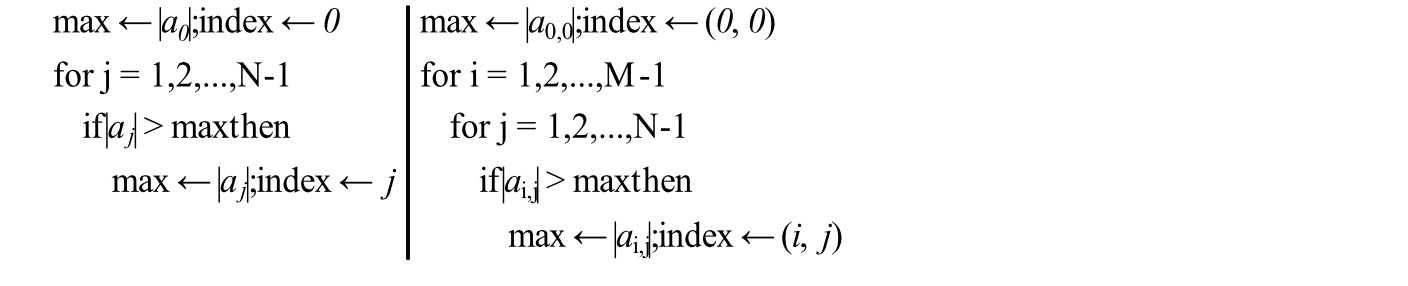 max ← |a0|;index ← 0
for j = 1,2,...,N-1
if|aj| > maxthen
max ← |aj|;index ← j
max ← |a0,0|;index ← (0, 0)
for i = 1,2,...,M-1
for j = 1,2,...,N-1
if|ai,j| > maxthen
max ← |ai,j|;index ← (i, j)